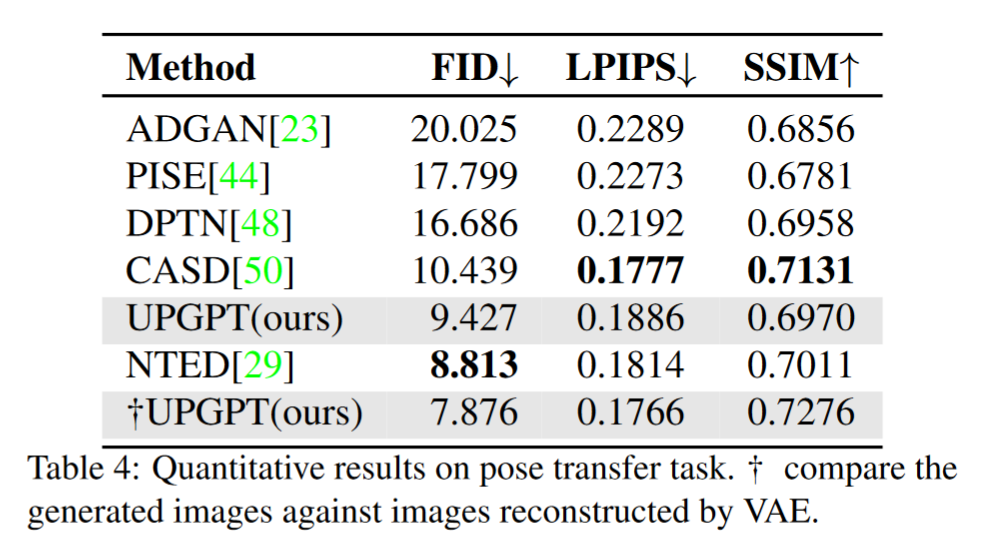 Method FID↓ LPIPS↓ SSIM↑
ADGAN[23] 20.025 0.2289 0.6856
PISE[44] 17.799 0.2273 0.6781
DPTN[48] 16.686 0.2192 0.6958
CASD[50] 10.439 0.1777 0.7131
UPGPT(ours) 9.427 0.1886 0.6970
NTED[29] 8.813 0.1814 0.7011
†UPGPT(ours) 7.876 0.1766 0.7276
Table 4: Quantitative results on pose transfer task. † compare the
generated images against images reconstructed by VAE.